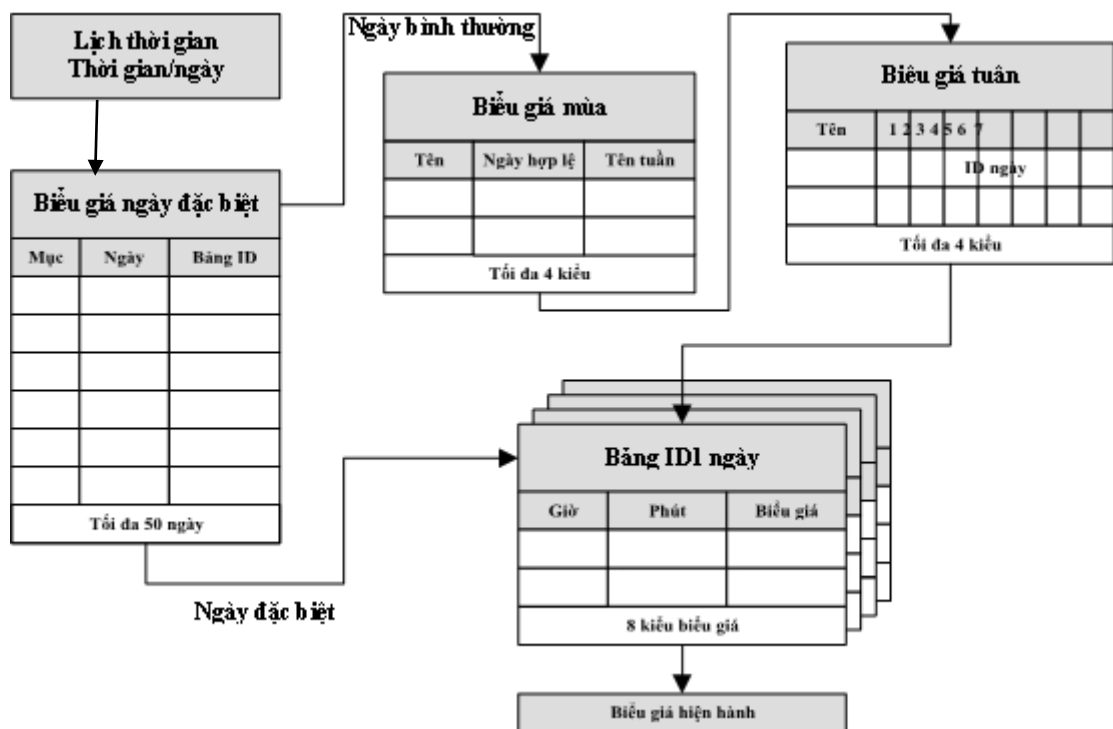 Lịch thời gian
Thời gian/ngày
Ngày bình thường
Biểu giá mùa
Tên Ngày hợp lệ Tên tuần
Tối đa 4 kiểu
Biêu giá tuân
Tên 1 2 3 4 5 6 7
ID ngày
Tối đa 4 kiểu
Biểu giá ngày đặc biệt
Mục Ngày Bảng ID
Tối đa 50 ngày
Ngày đặc biệt
Bảng ID1 ngày
Giờ Phút Biểu giá
8 kiểu biểu giá
Biểu giá hiện hành